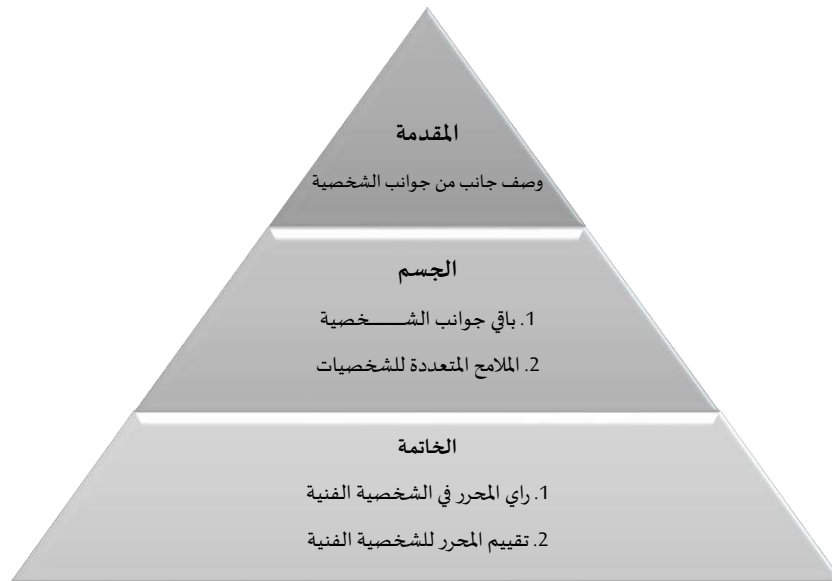 المقدمة
وصف جانب من جوانب الشخصية
الجسم
1. باقي جوانب الشـــــخصية
2. الملامح المتعددة للشخصيات
الخاتمة
1. راي المحرر في الشخصية الفنية
2. تقييم المحرر للشخصية الفنية